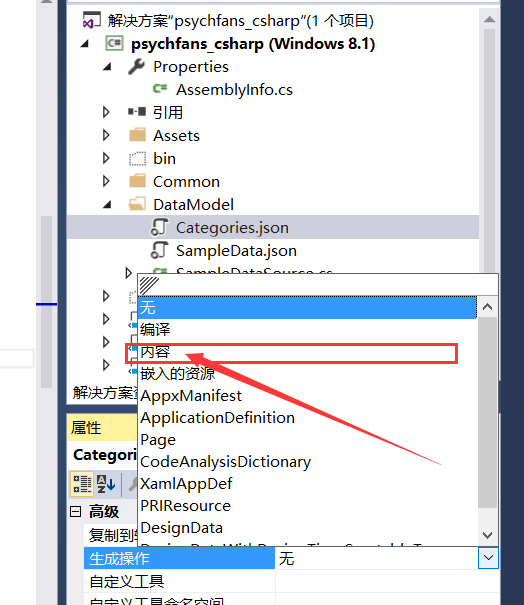 解决方案“psychfans_csharp”(1 个项目)
psychfans_csharp (Windows 8.1)
Properties
AssemblyInfo.cs
引用
Assets
bin
Common
DataModel
Categories.json
SampleData.json
SampleDataSource.cs
无
编译
内容
嵌入的资源
AppxManifest
ApplicationDefinition
Page
CodeAnalysisDictionary
XamlAppDef
PRIResource
DesignData
解决方案资
属性
Categori
高级
复制到输
生成操作 无
自定义工具
自定义工具命名空间